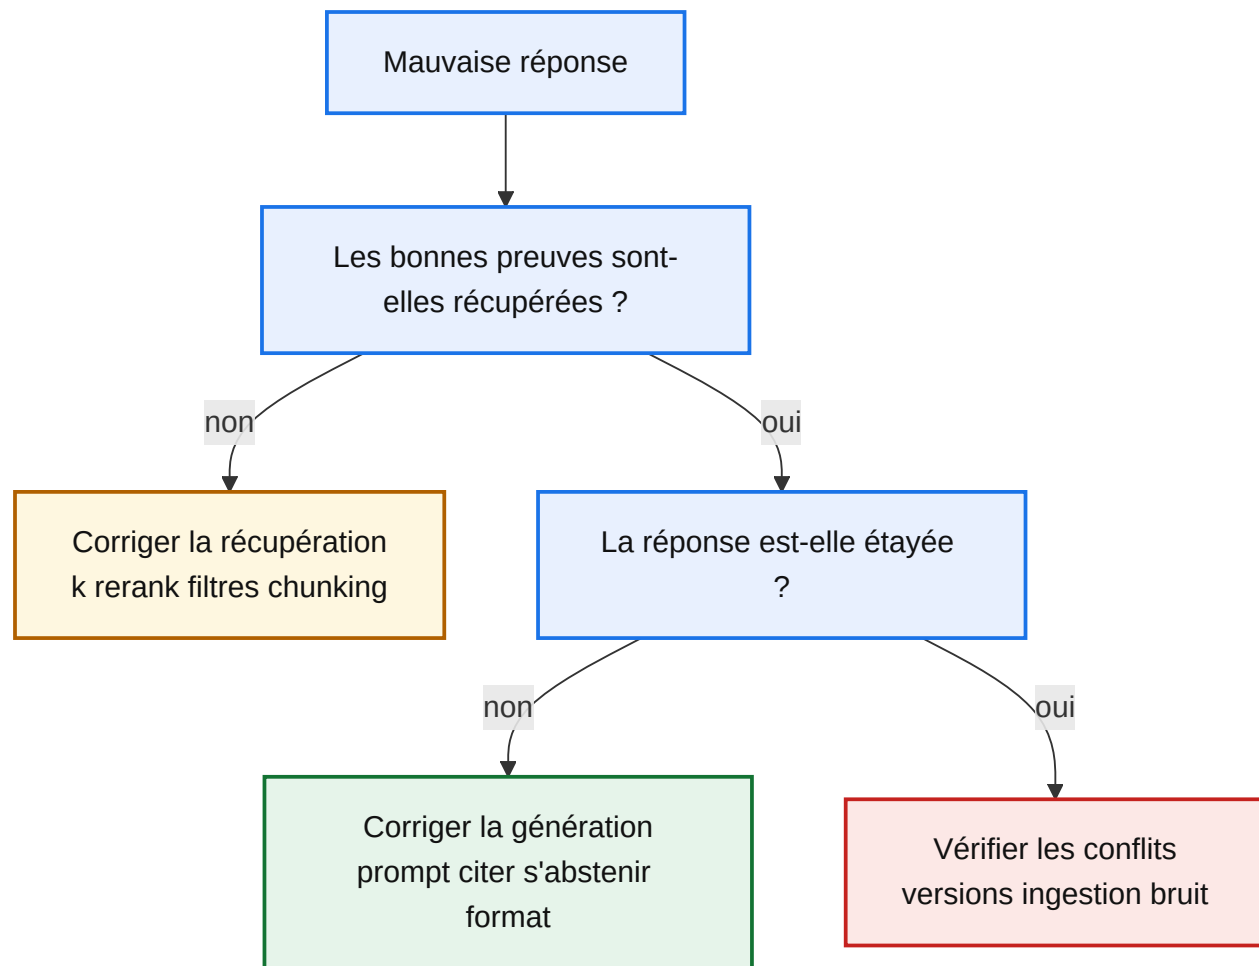 Mauvaise réponse
Les bonnes preuves sont-
elles récupérées ?
non
oui
Corriger la récupération
k rerank filtres chunking
La réponse est-elle étayée
?
non
oui
Corriger la génération
prompt citer s'abstenir
format
Vérifier les conflits
versions ingestion bruit